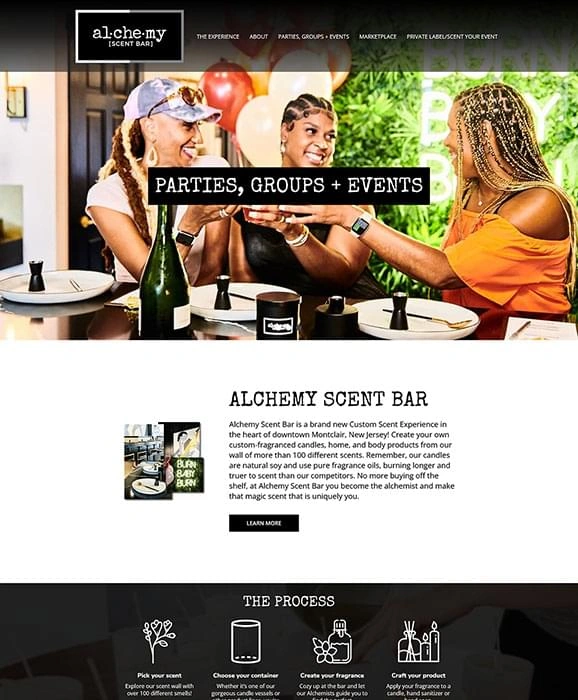 al·che·my
[SCENT BAR]
THE EXPERIENCE ABOUT PARTIES, GROUPS + EVENTS MARKETPLACE PRIVATE LABEL/SCENT YOUR EVENT
BURN
BABY
BURN
PARTIES, GROUPS + EVENTS
al·che·my
ALCHEMY SCENT BAR
Alchemy Scent Bar is a brand new Custom Scent Experience in
the heart of downtown Montclair, New Jersey! Create your own
custom-fragranced candles, home, and body products from our
wall of more than 100 different scents. Remember, our candles
are natural soy and use pure fragrance oils, burning longer and
truer to scent than our competitors. No more buying off the
shelf, at Alchemy Scent Bar you become the alchemist and make
that magic scent that is uniquely you.
BURN
BABY
BURN
LEARN MORE
THE PROCESS
Pick your scent
Explore our scent wall with
over 100 different smells!
Choose your container
Whether it's one of our
gorgeous candle vessels or
Create your fragrance
Cozy up at the bar and let
our Alchemists guide you to
Craft your product
Apply your fragrance to a
candle, hand sanitizer or